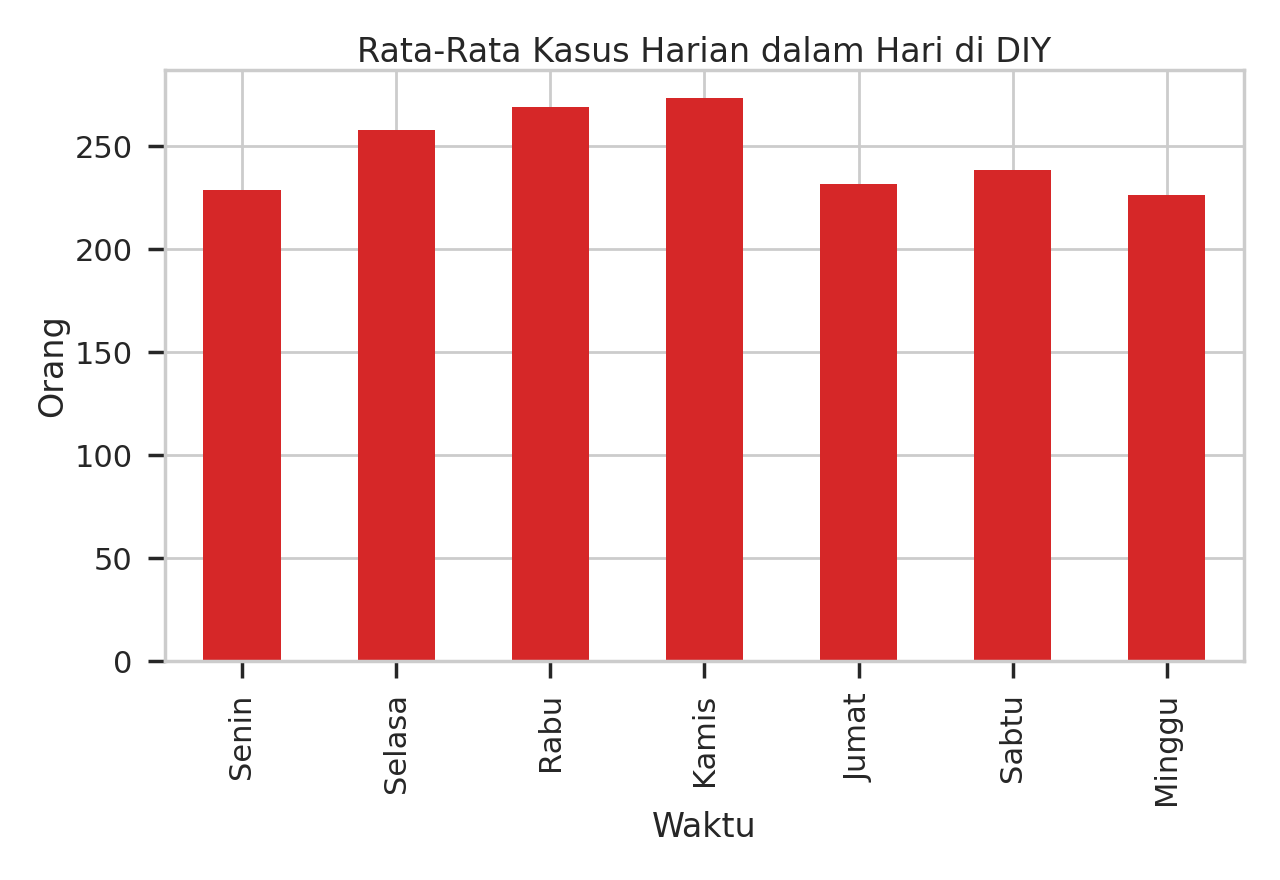 Rata-Rata Kasus Harian dalam Hari di DIY
Orang
250
200
150
100
50
0
Senin
Selasa
Rabu
Kamis
Jumat
Sabtu
Minggu
Waktu